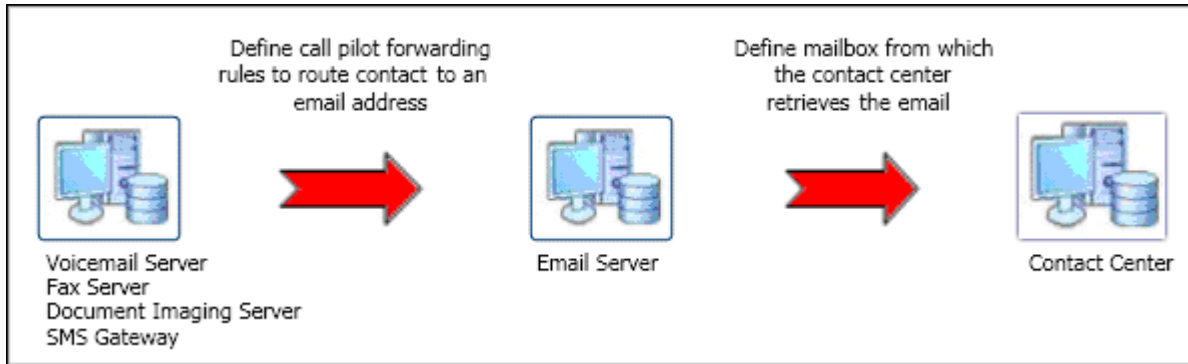 Define call pilot forwarding
rules to route contact to an
email address
Define mailbox from which
the contact center
retrieves the email
Voicemail Server
Fax Server
Document Imaging Server
SMS Gateway
Email Server
Contact Center